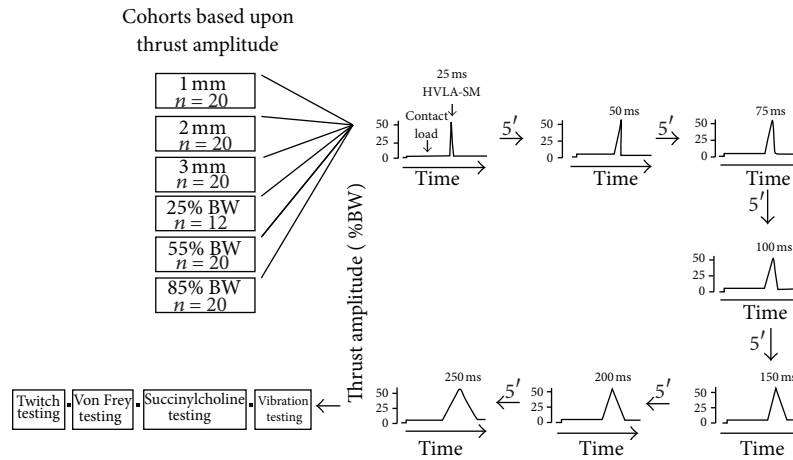 Cohorts based upon
thrust amplitude
1 mm
n = 20
2 mm
n = 20
3 mm
n = 20
25% BW
n = 12
55% BW
n = 20
85% BW
n = 20
Thrust amplitude ( %BW)
25 ms
HVLA-SM
Contact
load
50
25
0
Time
5′
50 ms
50
25
0
Time
5′
75 ms
50
25
0
Time
5′
100 ms
50
25
0
Time
5′
150 ms
50
25
0
Time
5′
200 ms
50
25
0
Time
5′
250 ms
50
25
0
Time
Vibration
testing
Succinylcholine
testing
Von Frey
testing
Twitch
testing